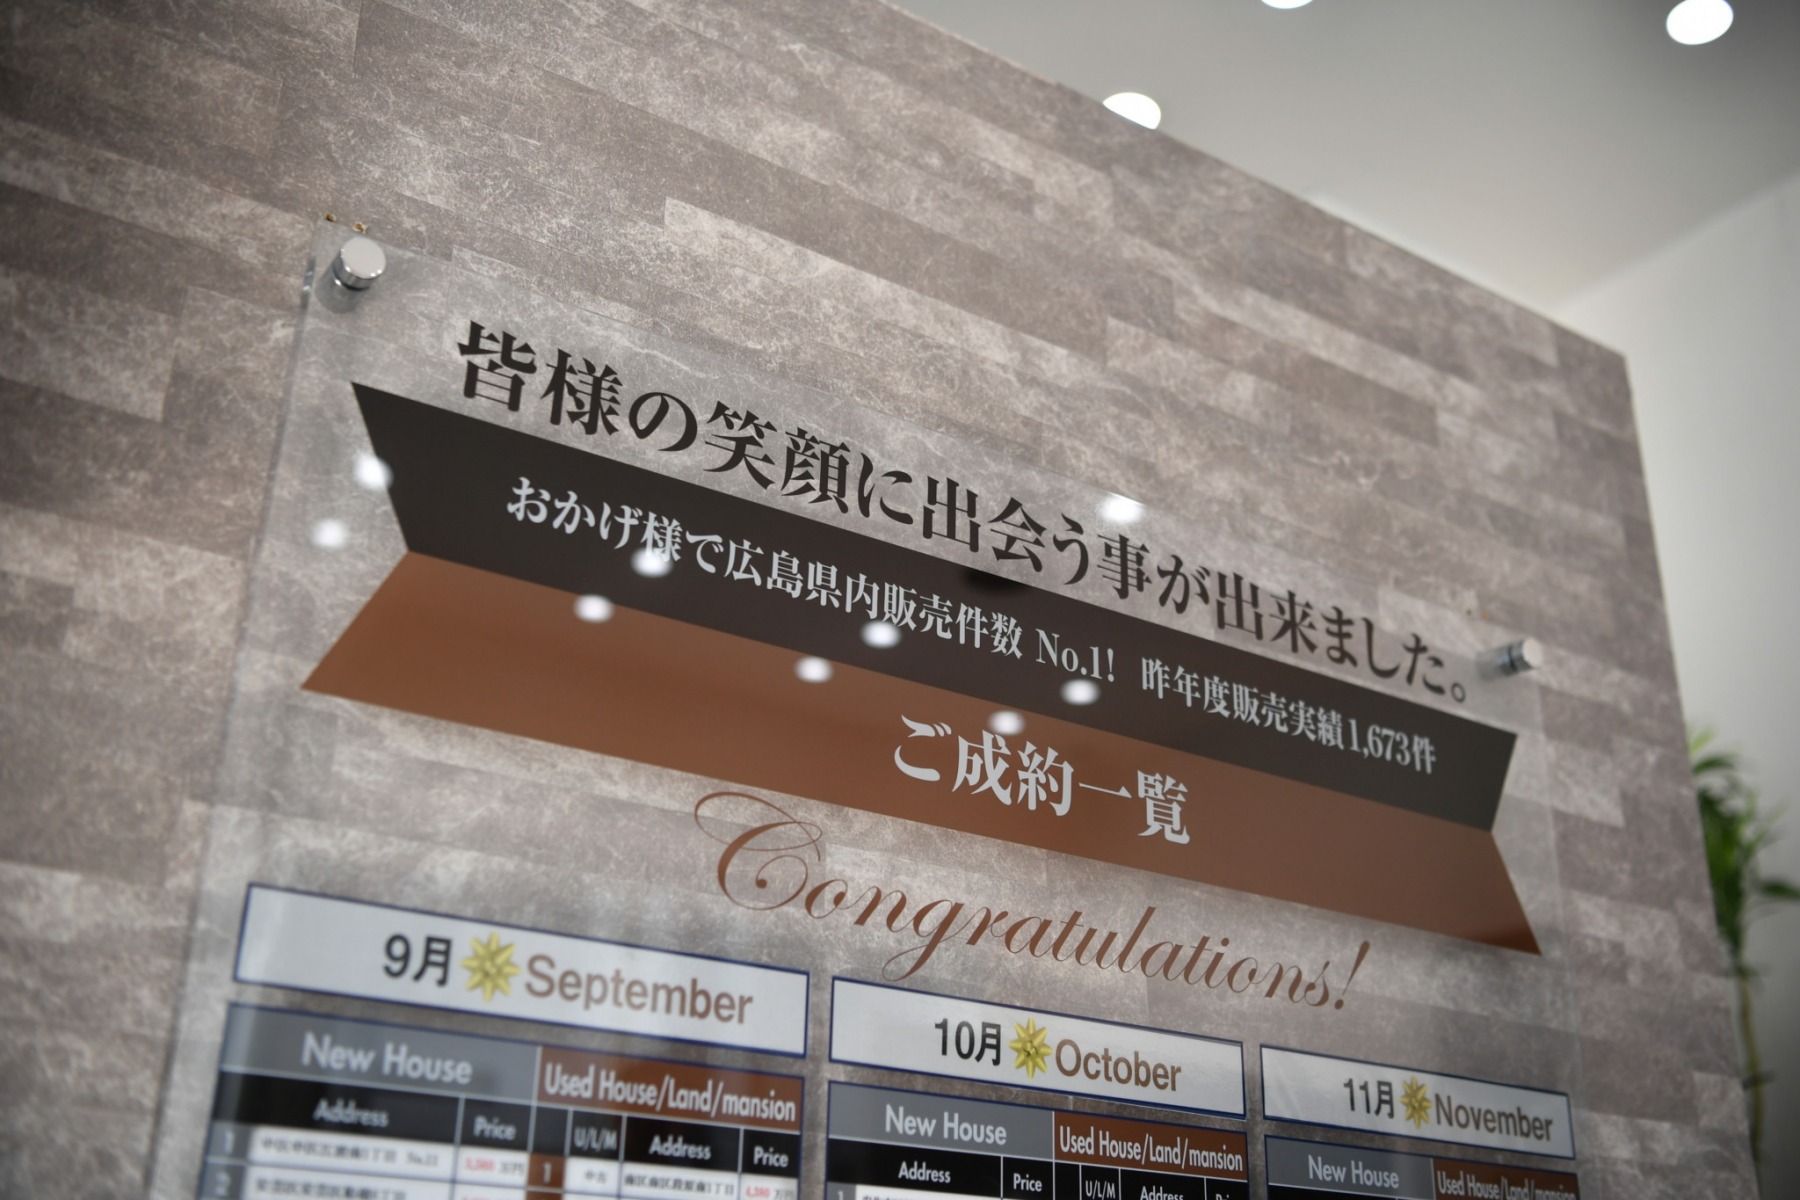 皆様の笑顔に出会う事が出来ました。
おかげ様で広島県内販売件数 No.1! 昨年度販売実績1,673件
ご成約一覧
Congratulations!
9月 September
10月 October
11月 November
New House Used House/Land/mansion
New House Used House/Land/mansion
New House Used House/Land/mansion
Address Price U/L/M Address Price
Address Price U/L/M Address
1
1
2